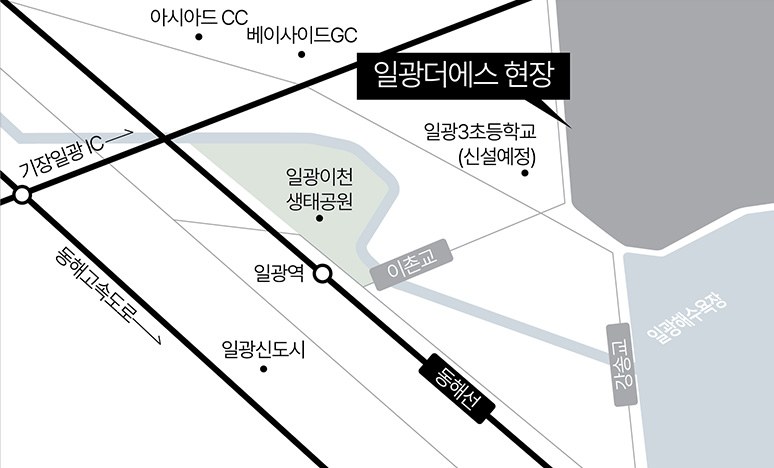 아시아드 CC
베이사이드GC
일광더에스 현장
일광3초등학교
(신설예정)
기장일광 IC
일광이천
생태공원
이촌교
일광역
동해고속도로
일광해수욕장
일광신도시
강송교
동해선